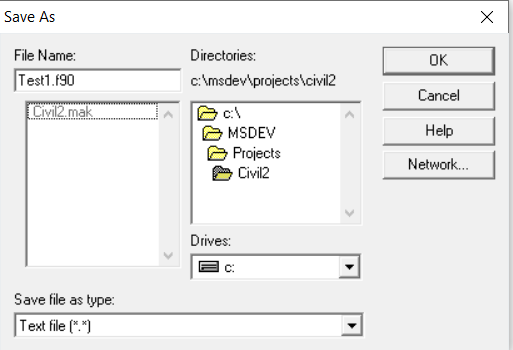 Save As
File Name:
Test1.f90
Civil2.mak
Directories:
c:\msdev\projects\civil2
c:\
MSDEV
Projects
Civil2
Drives:
c:
Save file as type:
Text file (*.*)
OK
Cancel
Help
Network...